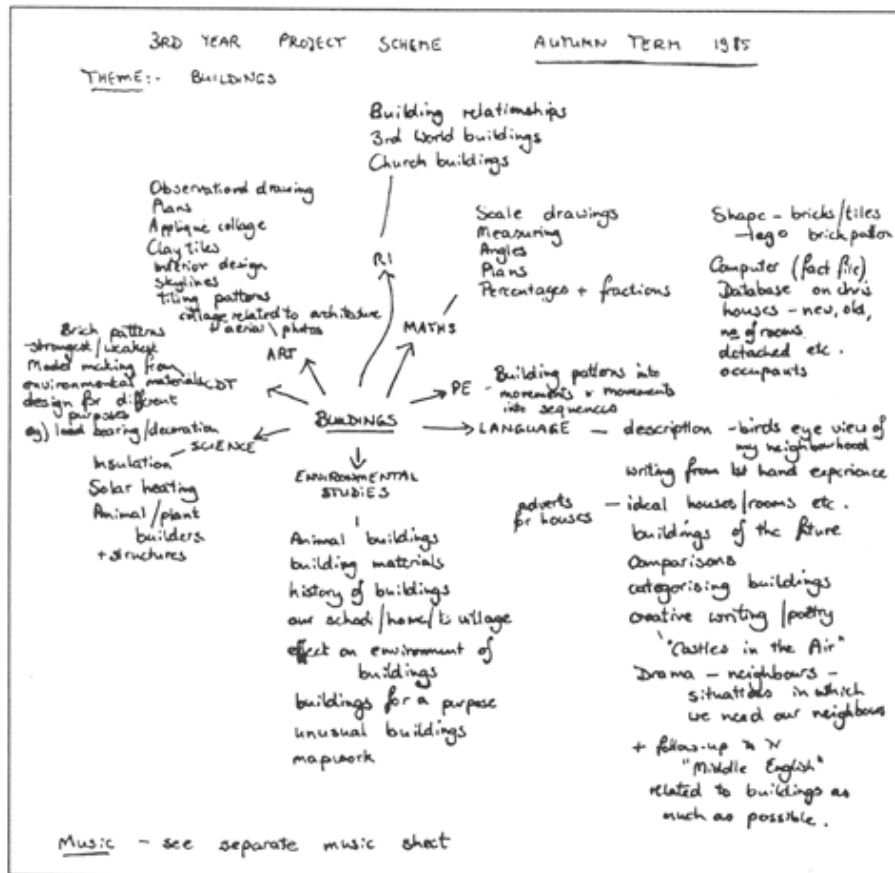 3RD YEAR PROJECT SCHEME AUTUMN TERM 1985
THEME:- BUILDINGS
Building relationships
3rd World buildings
Church buildings
RI
Observational drawing
Plans
Appliqué collage
Clay tiles
interior design
skylines
tiling patterns
collage related to architecture
+ aerial photos
ART
Scale drawings
Measuring
Angles
Plans
Percentages + fractions
MATHS
Shape - bricks/tiles
- lego brick pattern
Computer (fact file)
Database on chris
houses - new, old,
no of rooms
detached etc.
occupants
Brick patterns
strongest/weakest
Model making from
environmental materials CDT
design for different
purposes
eg) load bearing/decoration
PE - Building patterns into
movements + movements
into sequences
BUILDINGS
SCIENCE
Insulation
Solar heating
Animal/plant
builders
+ structures
LANGUAGE - description - birds eye view of
my neighbourhood
writing from 1st hand experience
adverts
for houses - ideal houses/rooms etc.
buildings of the future
Comparisons
categorising buildings
creative writing/poetry
"Castles in the Air"
Drama - neighbours -
situations in which
we need our neighbours
+ follow-up
"Middle English"
related to buildings as
much as possible.
ENVIRONMENTAL
STUDIES
Animal buildings
building materials
history of buildings
our school/home/ village
effect on environment of
buildings
buildings for a purpose
unusual buildings
mapwork
Music - see separate music sheet